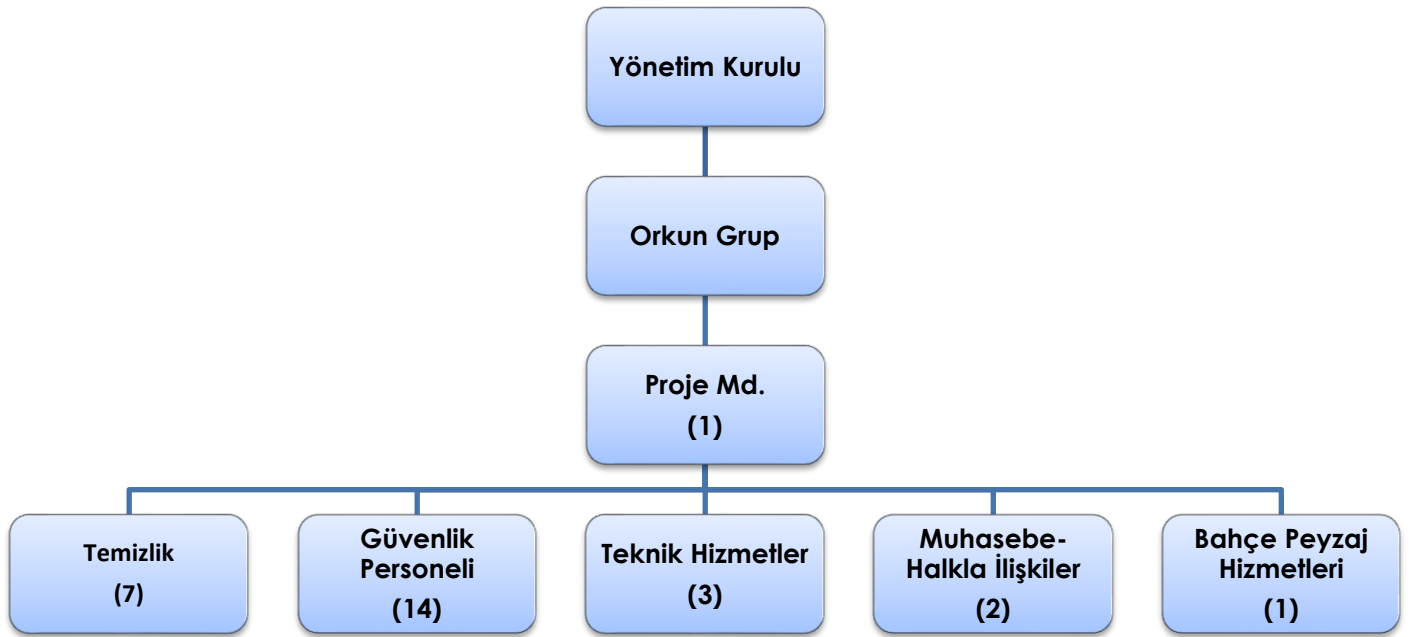 Yönetim Kurulu
Orkun Grup
Proje Md.
(1)
Temizlik
(7)
Güvenlik
Personeli
(14)
Teknik Hizmetler
(3)
Muhasebe-
Halkla İlişkiler
(2)
Bahçe Peyzaj
Hizmetleri
(1)